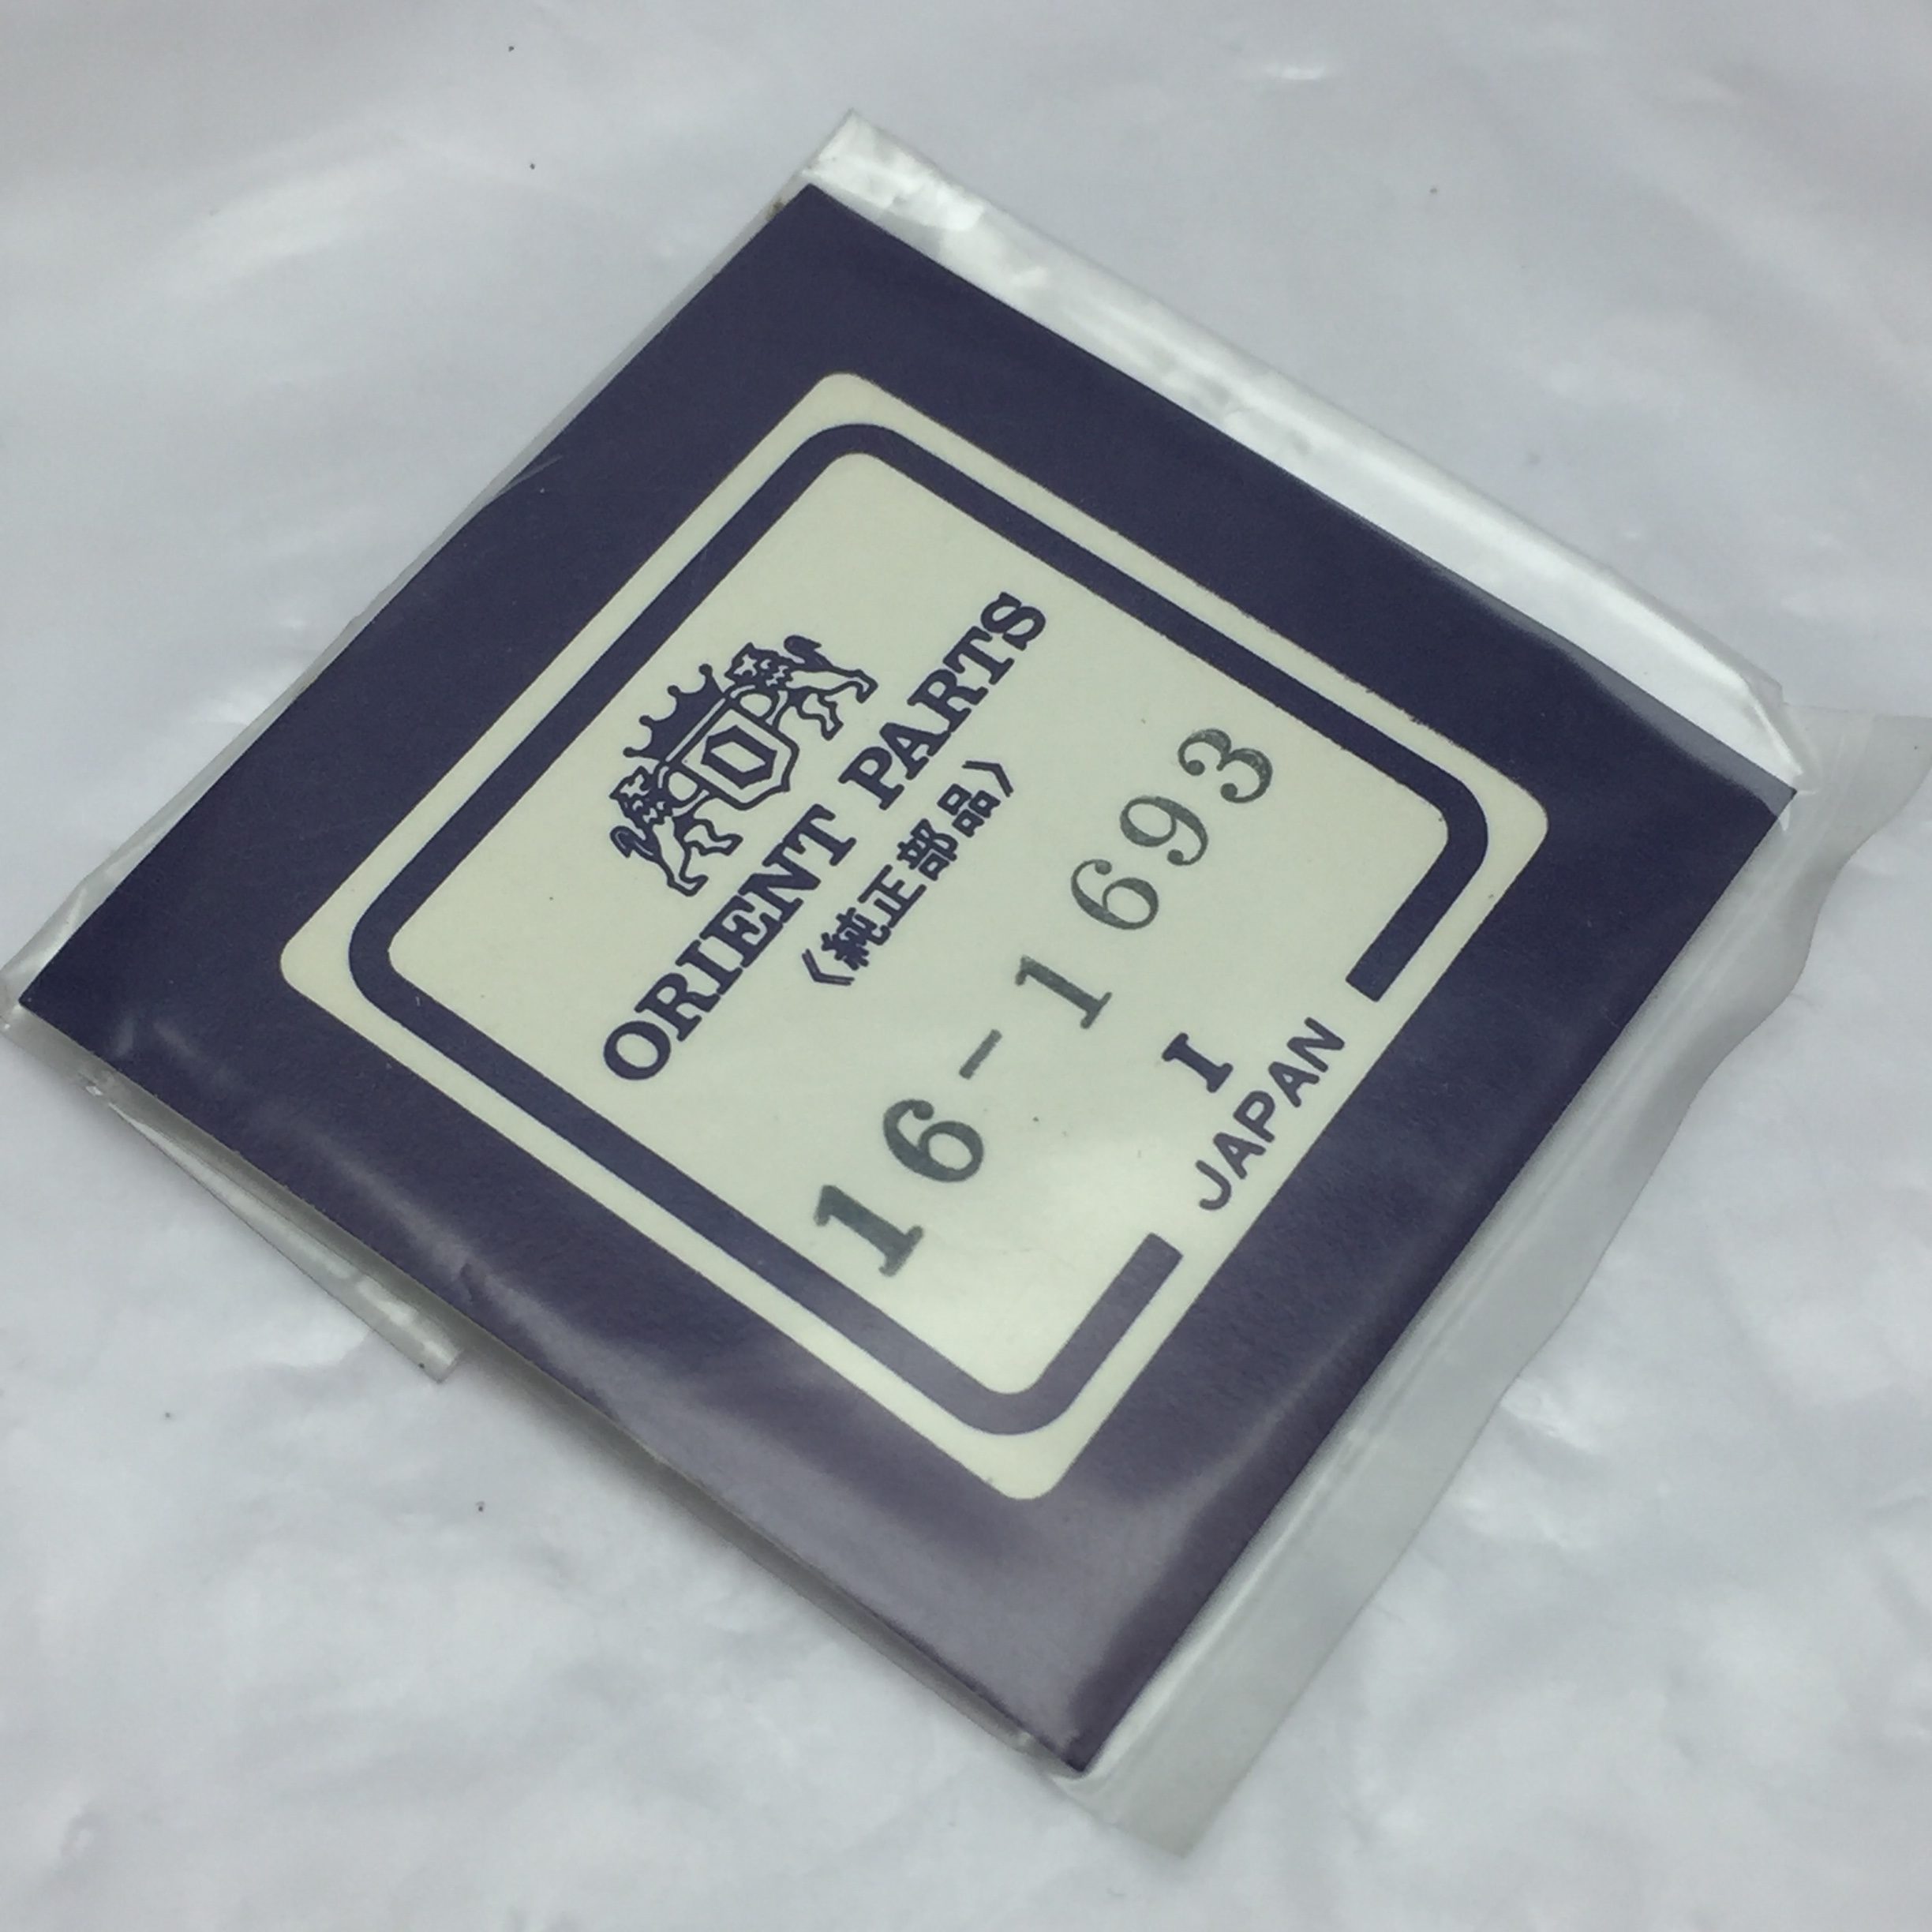 ORIENT PARTS
《純正部品》
16-1693
I
JAPAN